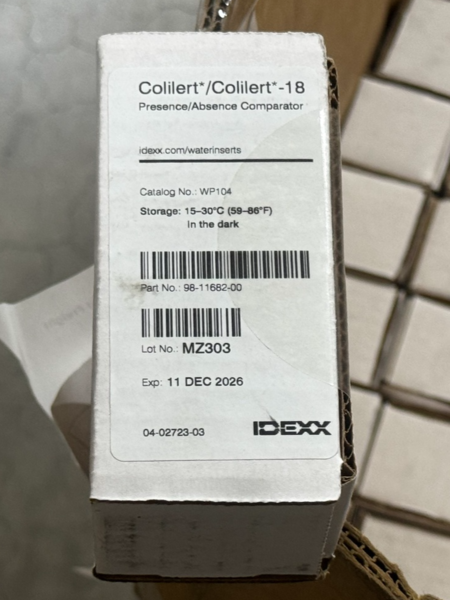 Colilert*/Colilert*-18
Presence/Absence Comparator
idexx.com/waterinserts
Catalog No.: WP104
Storage: 15–30°C (59–86°F)
In the dark
Part No.: 98-11682-00
Lot No.: MZ303
Exp: 11 DEC 2026
04-02723-03
IDEXX